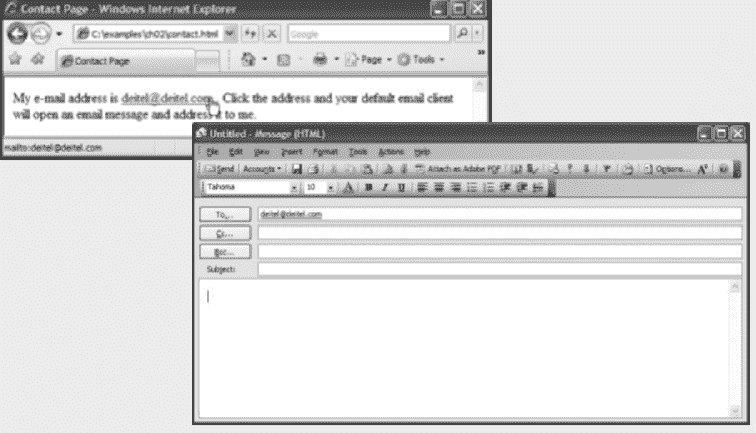 Contact Page - Windows Internet Explorer
C:\examples\ch02\contact.html
Google
Contact Page
Page
Tools
»
My e-mail address is deitel@deitel.com. Click the address and your default email client
will open an email message and address it to me.
mailto:deitel@deitel.com
Untitled - Message (HTML)
File Edit View Insert Format Tools Actions Help
Send Accounts Attach as Adobe PDF Options...
Tahoma 10 A B I U
To... deitel@deitel.com
Cc...
Bcc...
Subject: